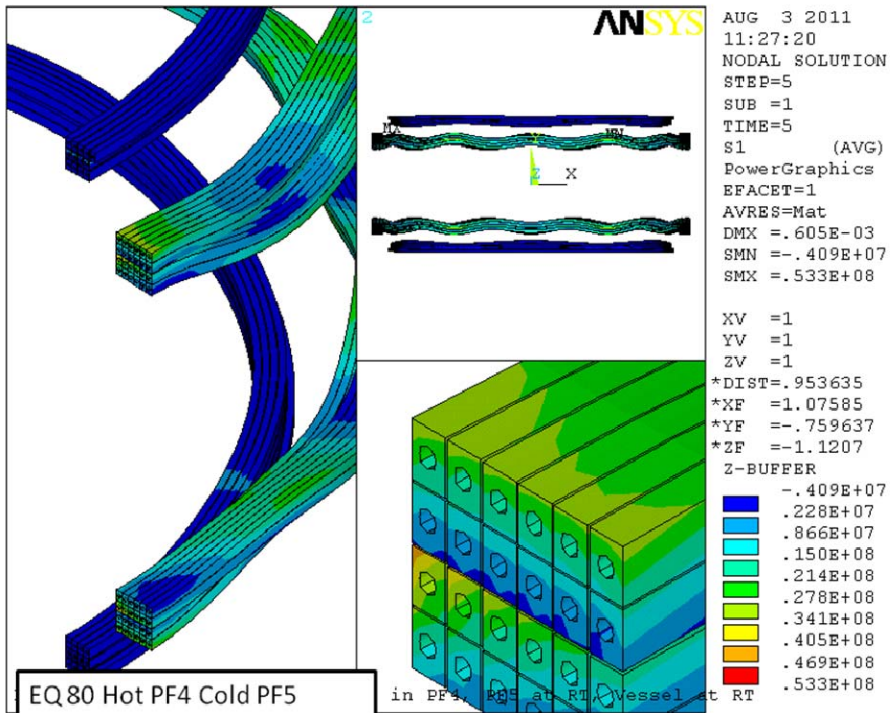 2
ANSYS
MX
MN
Y
Z X
AUG 3 2011
11:27:20
NODAL SOLUTION
STEP=5
SUB =1
TIME=5
S1 (AVG)
PowerGraphics
EFACET=1
AVRES=Mat
DMX =.605E-03
SMN =-.409E+07
SMX =.533E+08
XV =1
YV =1
ZV =1
*DIST=.953635
*XF =1.07585
*YF =-.759637
*ZF =-1.1207
Z-BUFFER
-.409E+07
.228E+07
.866E+07
.150E+08
.214E+08
.278E+08
.341E+08
.405E+08
.469E+08
.533E+08
EQ 80 Hot PF4 Cold PF5
in PF4, PF5 at RT, Vessel at RT